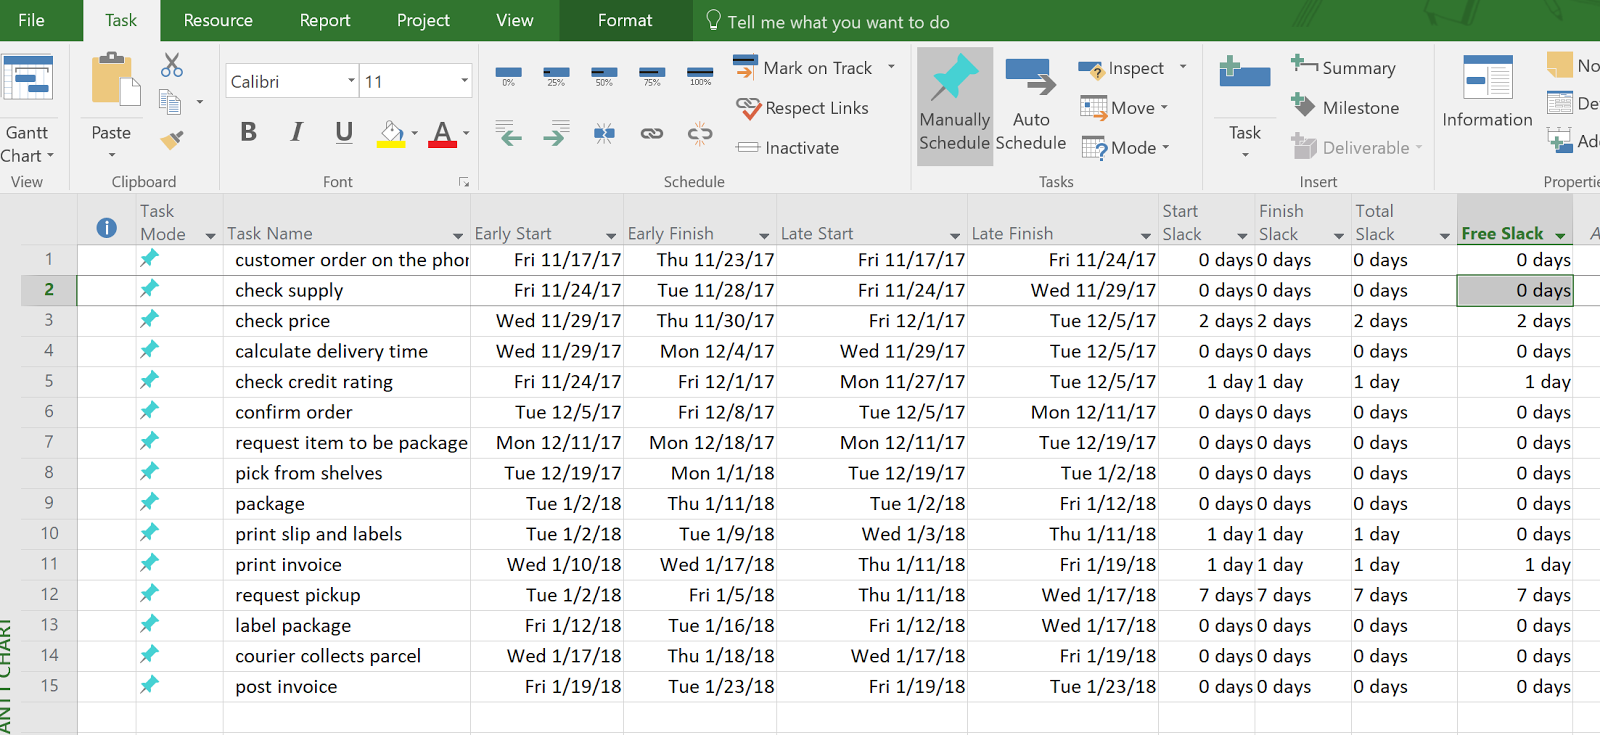 File Task Resource Report Project View Format Tell me what you want to do
Gantt Chart
View
Paste
Clipboard
Calibri 11
B I U A
Font
0% 25% 50% 75% 100%
Mark on Track
Respect Links
Inactivate
Schedule
Manually Schedule
Auto Schedule
Inspect
Move
Mode
Tasks
Task
Summary
Milestone
Deliverable
Insert
Information
Task Mode Task Name Early Start Early Finish Late Start Late Finish Start Slack Finish Slack Total Slack Free Slack
1 customer order on the phon Fri 11/17/17 Thu 11/23/17 Fri 11/17/17 Fri 11/24/17 0 days 0 days 0 days 0 days
2 check supply Fri 11/24/17 Tue 11/28/17 Fri 11/24/17 Wed 11/29/17 0 days 0 days 0 days 0 days
3 check price Wed 11/29/17 Thu 11/30/17 Fri 12/1/17 Tue 12/5/17 2 days 2 days 2 days 2 days
4 calculate delivery time Wed 11/29/17 Mon 12/4/17 Wed 11/29/17 Tue 12/5/17 0 days 0 days 0 days 0 days
5 check credit rating Fri 11/24/17 Fri 12/1/17 Mon 11/27/17 Tue 12/5/17 1 day 1 day 1 day 1 day
6 confirm order Tue 12/5/17 Fri 12/8/17 Tue 12/5/17 Mon 12/11/17 0 days 0 days 0 days 0 days
7 request item to be package Mon 12/11/17 Mon 12/18/17 Mon 12/11/17 Tue 12/19/17 0 days 0 days 0 days 0 days
8 pick from shelves Tue 12/19/17 Mon 1/1/18 Tue 12/19/17 Tue 1/2/18 0 days 0 days 0 days 0 days
9 package Tue 1/2/18 Thu 1/11/18 Tue 1/2/18 Fri 1/12/18 0 days 0 days 0 days 0 days
10 print slip and labels Tue 1/2/18 Tue 1/9/18 Wed 1/3/18 Thu 1/11/18 1 day 1 day 1 day 0 days
11 print invoice Wed 1/10/18 Wed 1/17/18 Thu 1/11/18 Fri 1/19/18 1 day 1 day 1 day 1 day
12 request pickup Tue 1/2/18 Fri 1/5/18 Thu 1/11/18 Wed 1/17/18 7 days 7 days 7 days 7 days
13 label package Fri 1/12/18 Tue 1/16/18 Fri 1/12/18 Wed 1/17/18 0 days 0 days 0 days 0 days
14 courier collects parcel Wed 1/17/18 Thu 1/18/18 Wed 1/17/18 Fri 1/19/18 0 days 0 days 0 days 0 days
15 post invoice Fri 1/19/18 Tue 1/23/18 Fri 1/19/18 Tue 1/23/18 0 days 0 days 0 days 0 days
ANTT CHART